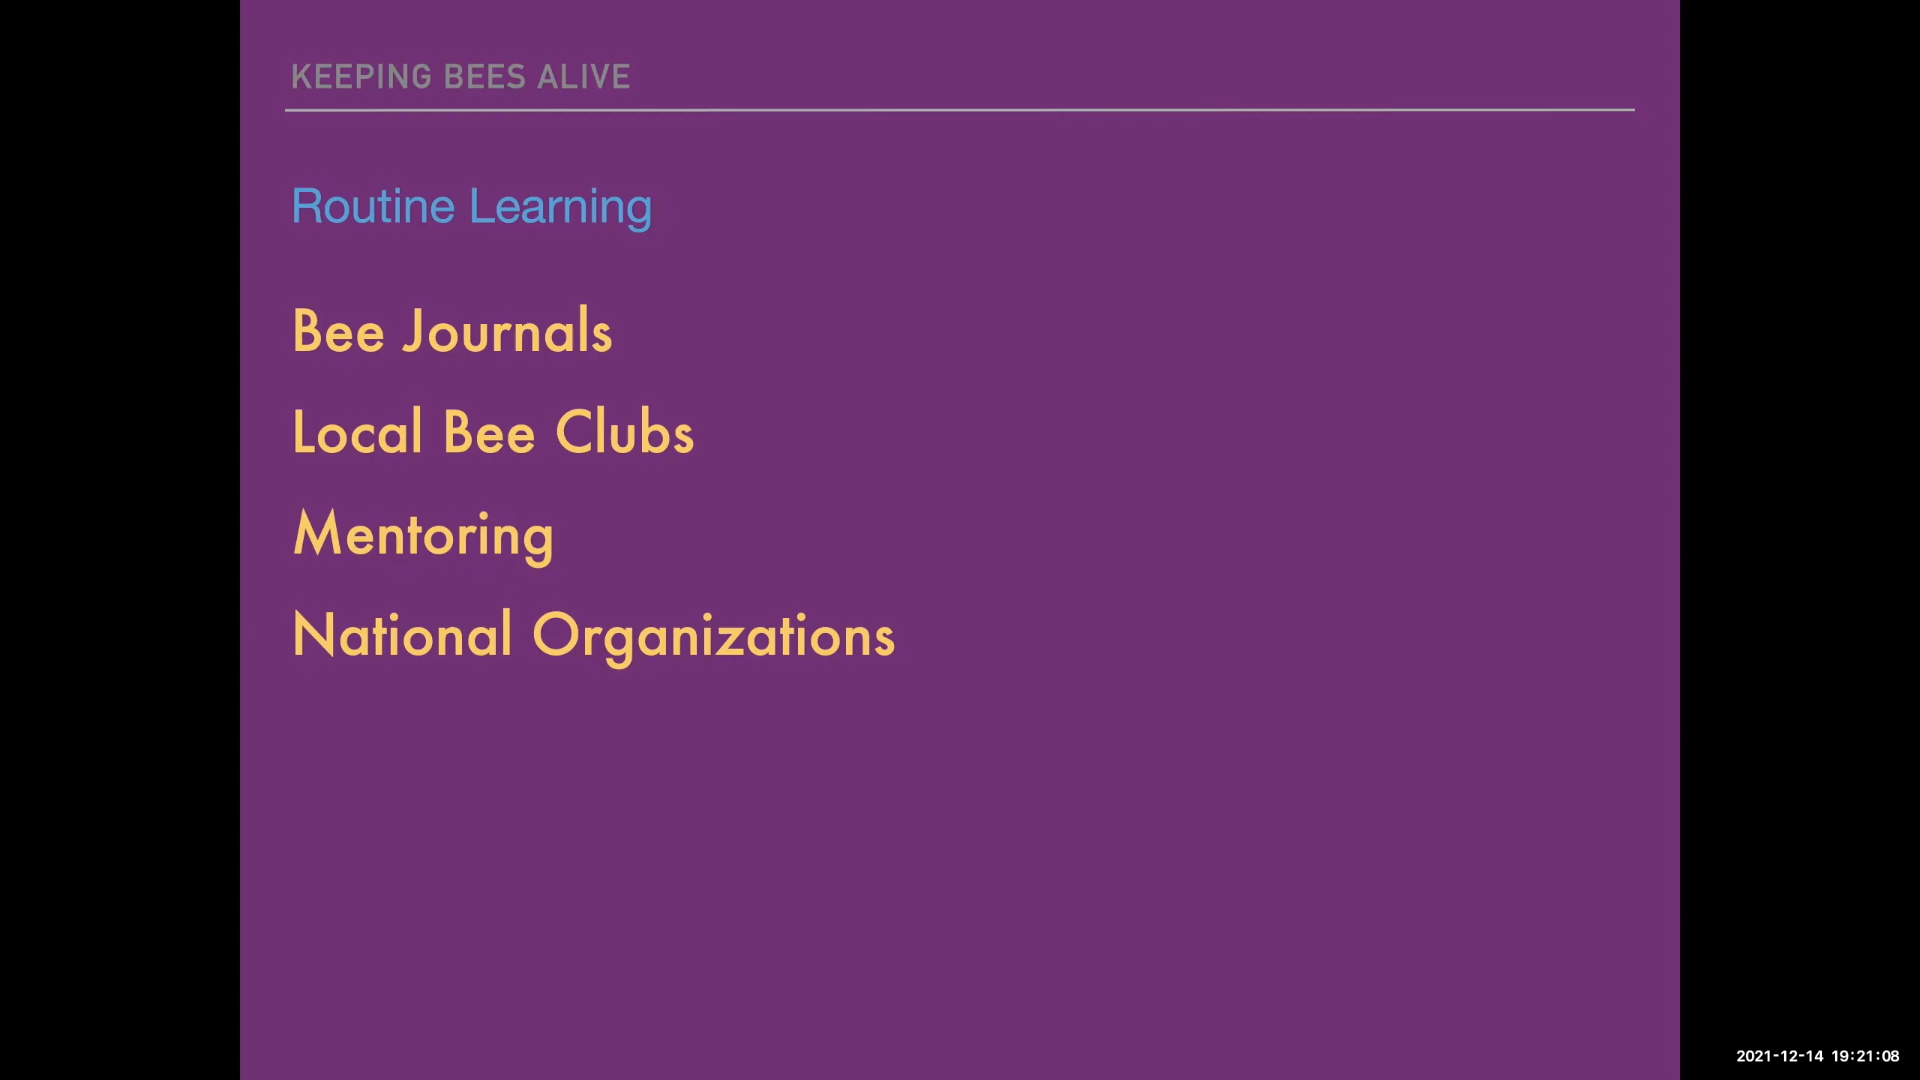 KEEPING BEES ALIVE
Routine Learning
Bee Journals
Local Bee Clubs
Mentoring
National Organizations
2021-12-14 19:21:08